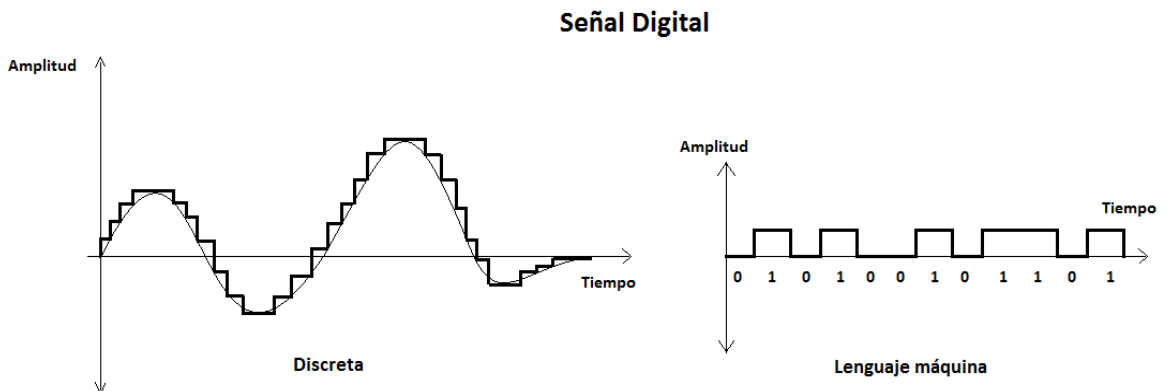 Señal Digital
Amplitud
Tiempo
Discreta
Amplitud
Tiempo
0 1 0 1 0 0 1 0 1 1 0 1
Lenguaje máquina